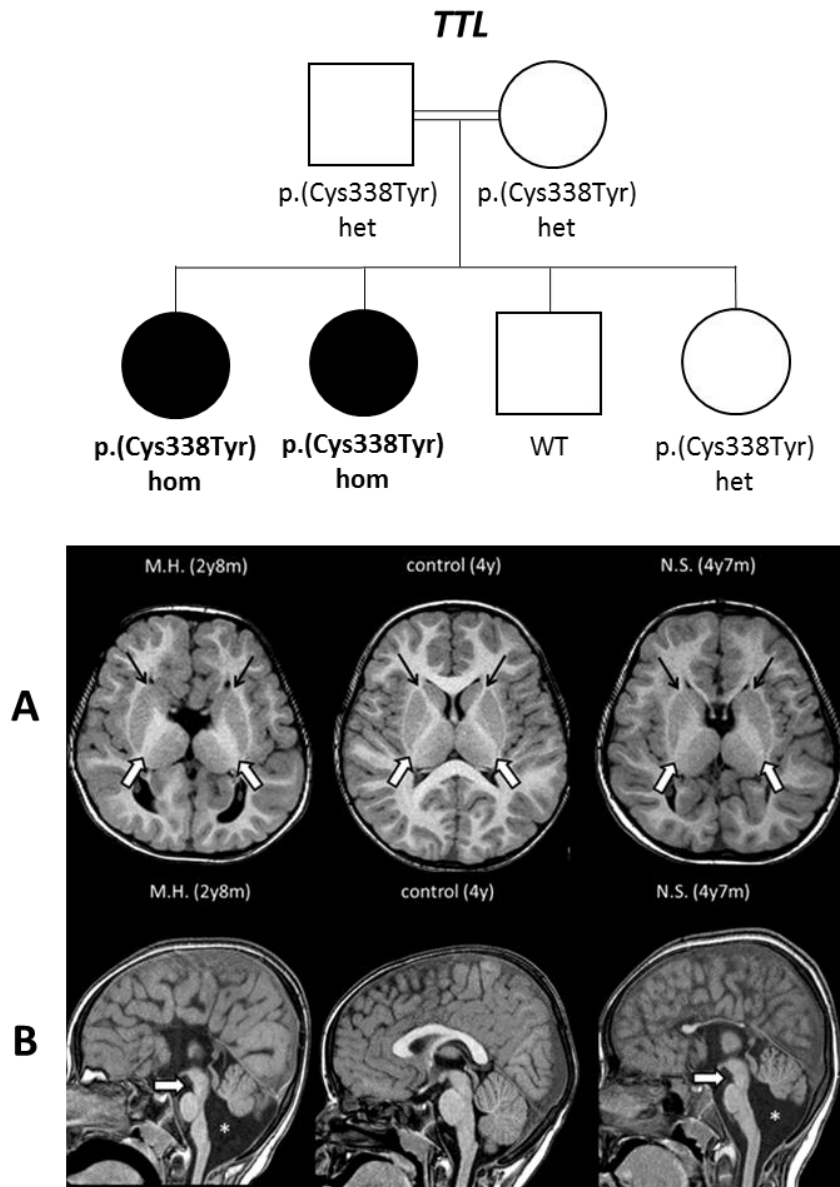 TTL
p.(Cys338Tyr) p.(Cys338Tyr)
het het
p.(Cys338Tyr) p.(Cys338Tyr) WT p.(Cys338Tyr)
hom hom het
M.H. (2y8m) control (4y) N.S. (4y7m)
A
M.H. (2y8m) control (4y) N.S. (4y7m)
B
* *